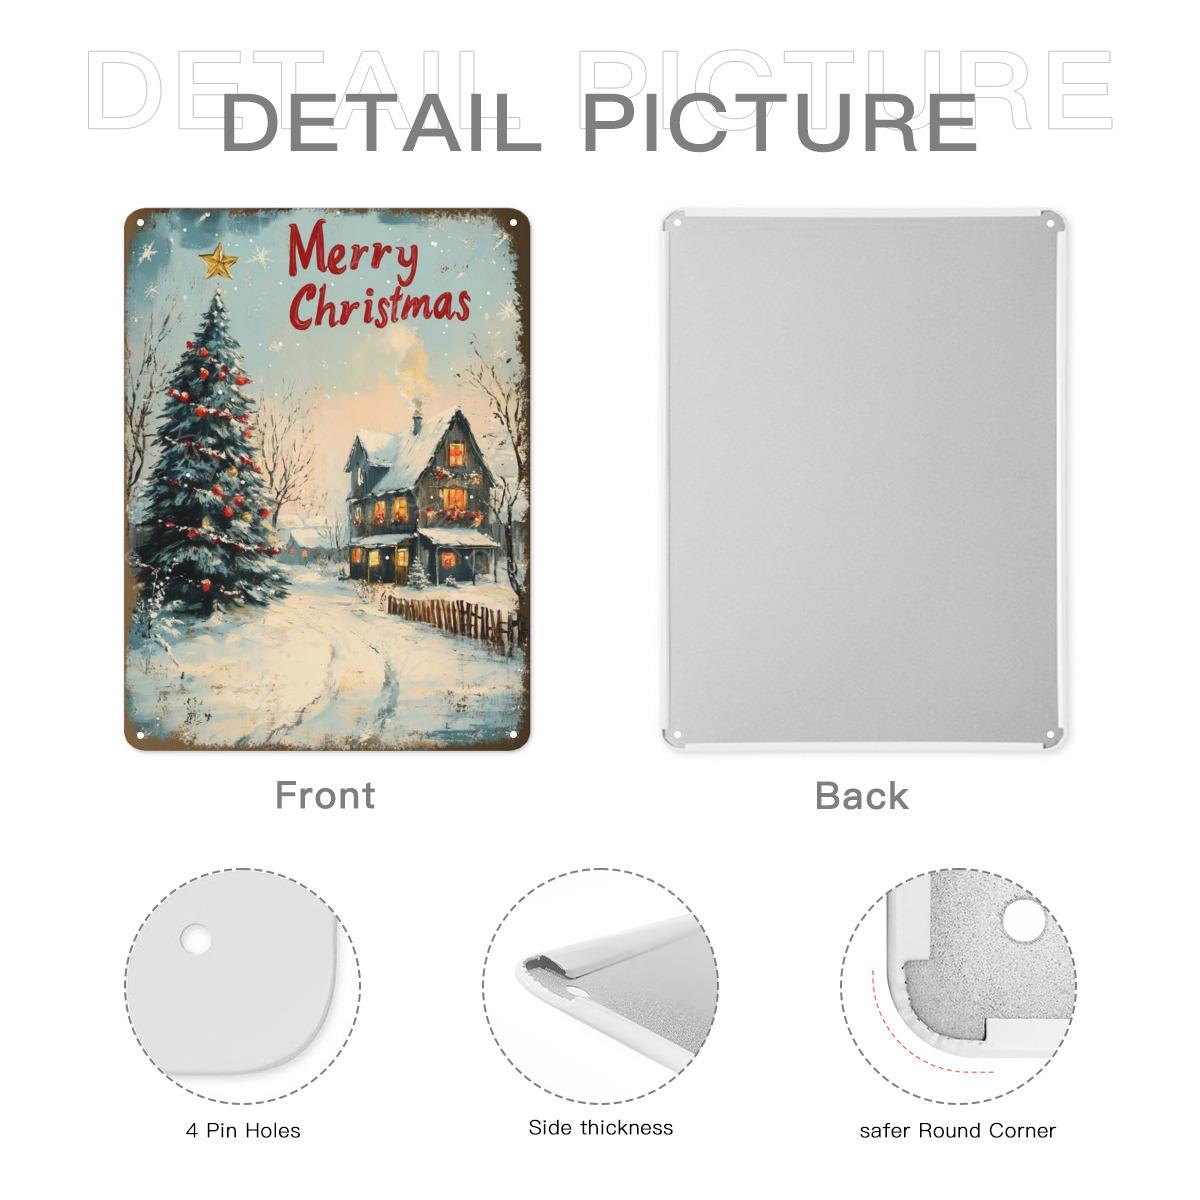 DETAIL PICTURE
DETAIL PICTURE
Merry
Christmas
Front
Back
4 Pin Holes
Side thickness
safer Round Corner